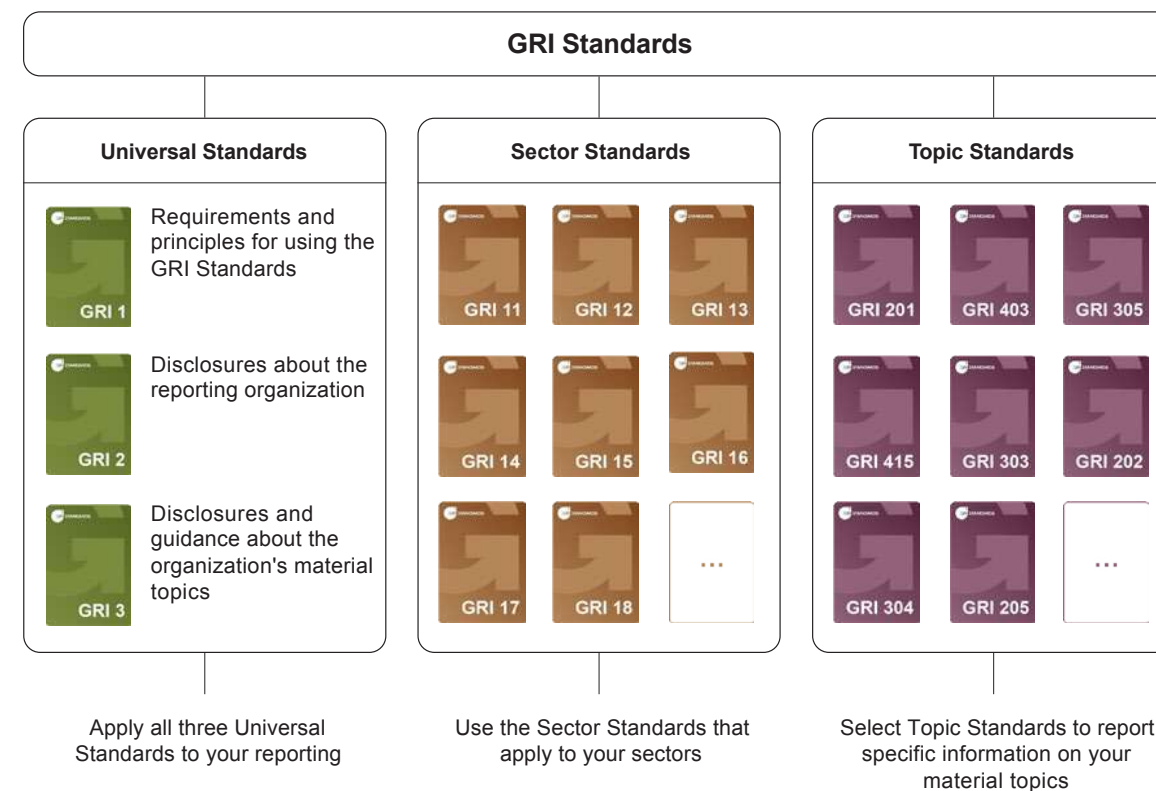 GRI Standards
Universal Standards
GRI 1
Requirements and
principles for using the
GRI Standards
GRI 2
Disclosures about the
reporting organization
GRI 3
Disclosures and
guidance about the
organization's material
topics
Apply all three Universal
Standards to your reporting
Sector Standards
GRI 11 GRI 12 GRI 13
GRI 14 GRI 15 GRI 16
GRI 17 GRI 18 ...
Use the Sector Standards that
apply to your sectors
Topic Standards
GRI 201 GRI 403 GRI 305
GRI 415 GRI 303 GRI 202
GRI 304 GRI 205 ...
Select Topic Standards to report
specific information on your
material topics